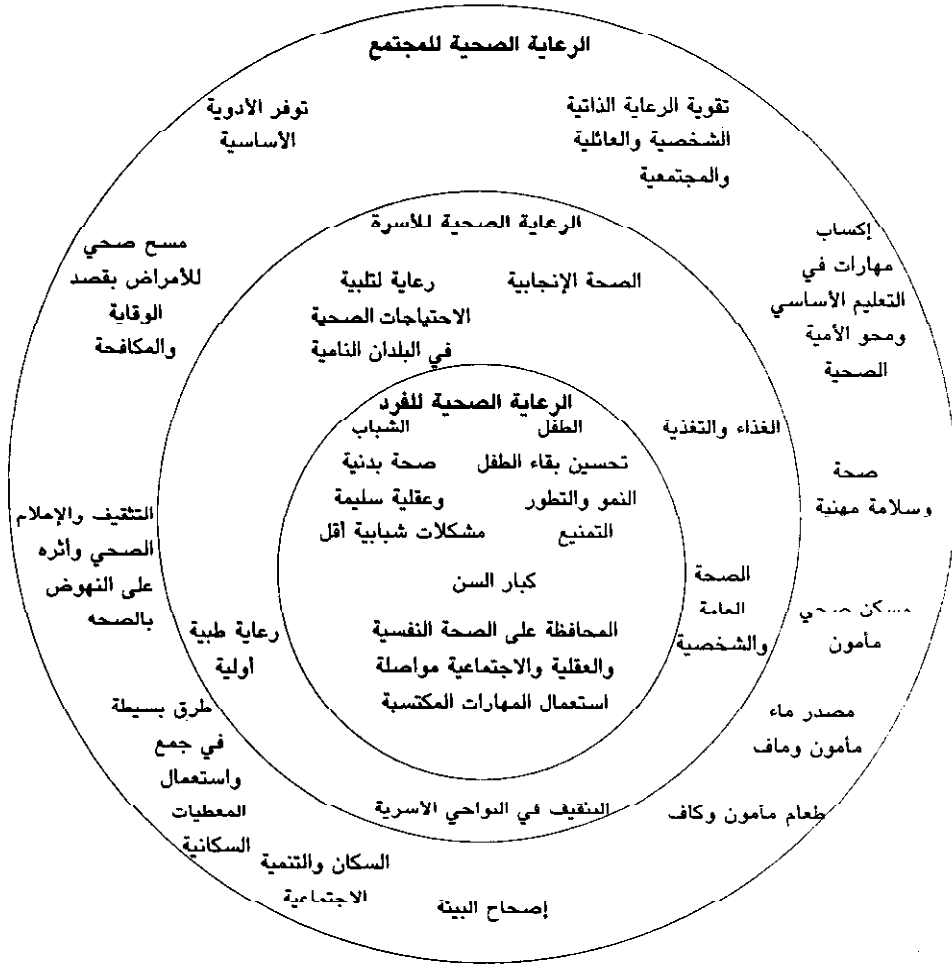 الرعاية الصحية للمجتمع
تقوية الرعاية الذاتية
الشخصية والعائلية
والمجتمعية
توفر الأدوية
الأساسية
إكساب
مهارات في
التعليم الأساسي
ومحو الأمية
الصحية
مسح صحي
للأمراض بقصد
الوقاية
والمكافحة
صحة
وسلامة مهنية
التثقيف والإعلام
الصحي وأثره
على النهوض
بالصحه
مسكن صحي
مأمون
مصدر ماء
مأمون وماف
طعام مأمون وكاف
طرق بسيطة
في جمع
واستعمال
المعطيات
السكانية
السكان والتنمية
الاجتماعية
إصحاح البيئة
الرعاية الصحية للأسرة
الصحة الإنجابية
رعاية لتلبية
الاحتياجات الصحية
في البلدان النامية
الغذاء والتغذية
الصحة
العامة
والشخصية
رعاية طبية
أولية
التثقيف في النواحي الأسرية
الرعاية الصحية للفرد
الطفل
تحسين بقاء الطفل
النمو والتطور
التمنيع
الشباب
صحة بدنية
وعقلية سليمة
مشكلات شبابية أقل
كبار السن
المحافظة على الصحة النفسية
والعقلية والاجتماعية مواصلة
استعمال المهارات المكتسبة